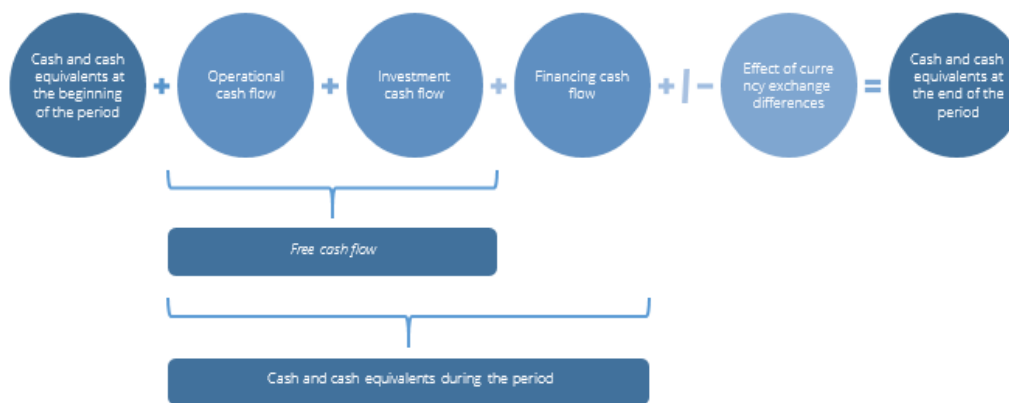 Cash and cash
equivalents at
the beginning
of the period
+
Operational
cash flow
+
Investment
cash flow
+
Financing cash
flow
+/−
Effect of curre
ncy exchange
differences
=
Cash and cash
equivalents at
the end of the
period
Free cash flow
Cash and cash equivalents during the period